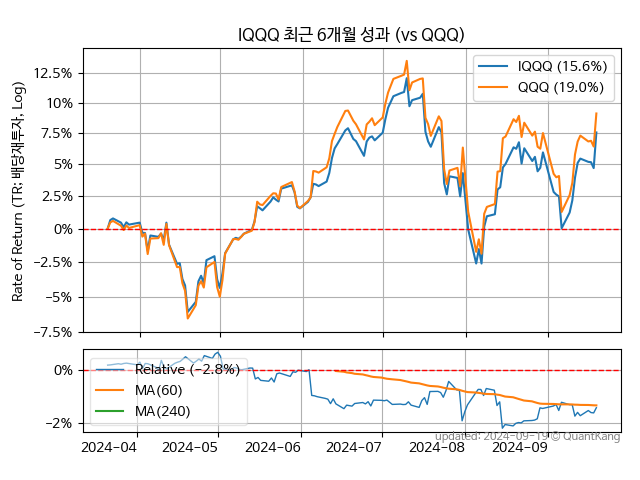 IQQQ 최근 6개월 성과 (vs QQQ)
Rate of Return (TR: 배당재투자, Log)
12.5%
10%
7.5%
5%
2.5%
0%
−2.5%
−5%
−7.5%
IQQQ (15.6%)
QQQ (19.0%)
0%
−2%
Relative (−2.8%)
MA(60)
MA(240)
updated: 2024-09-19 © QuantKang
2024-04
2024-05
2024-06
2024-07
2024-08
2024-09